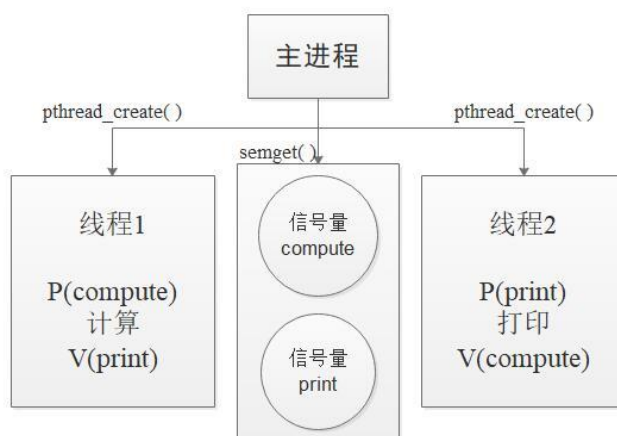 主进程
pthread_create( )
pthread_create( )
semget( )
线程1
P(compute)
计算
V(print)
信号量
compute
信号量
print
线程2
P(print)
打印
V(compute)